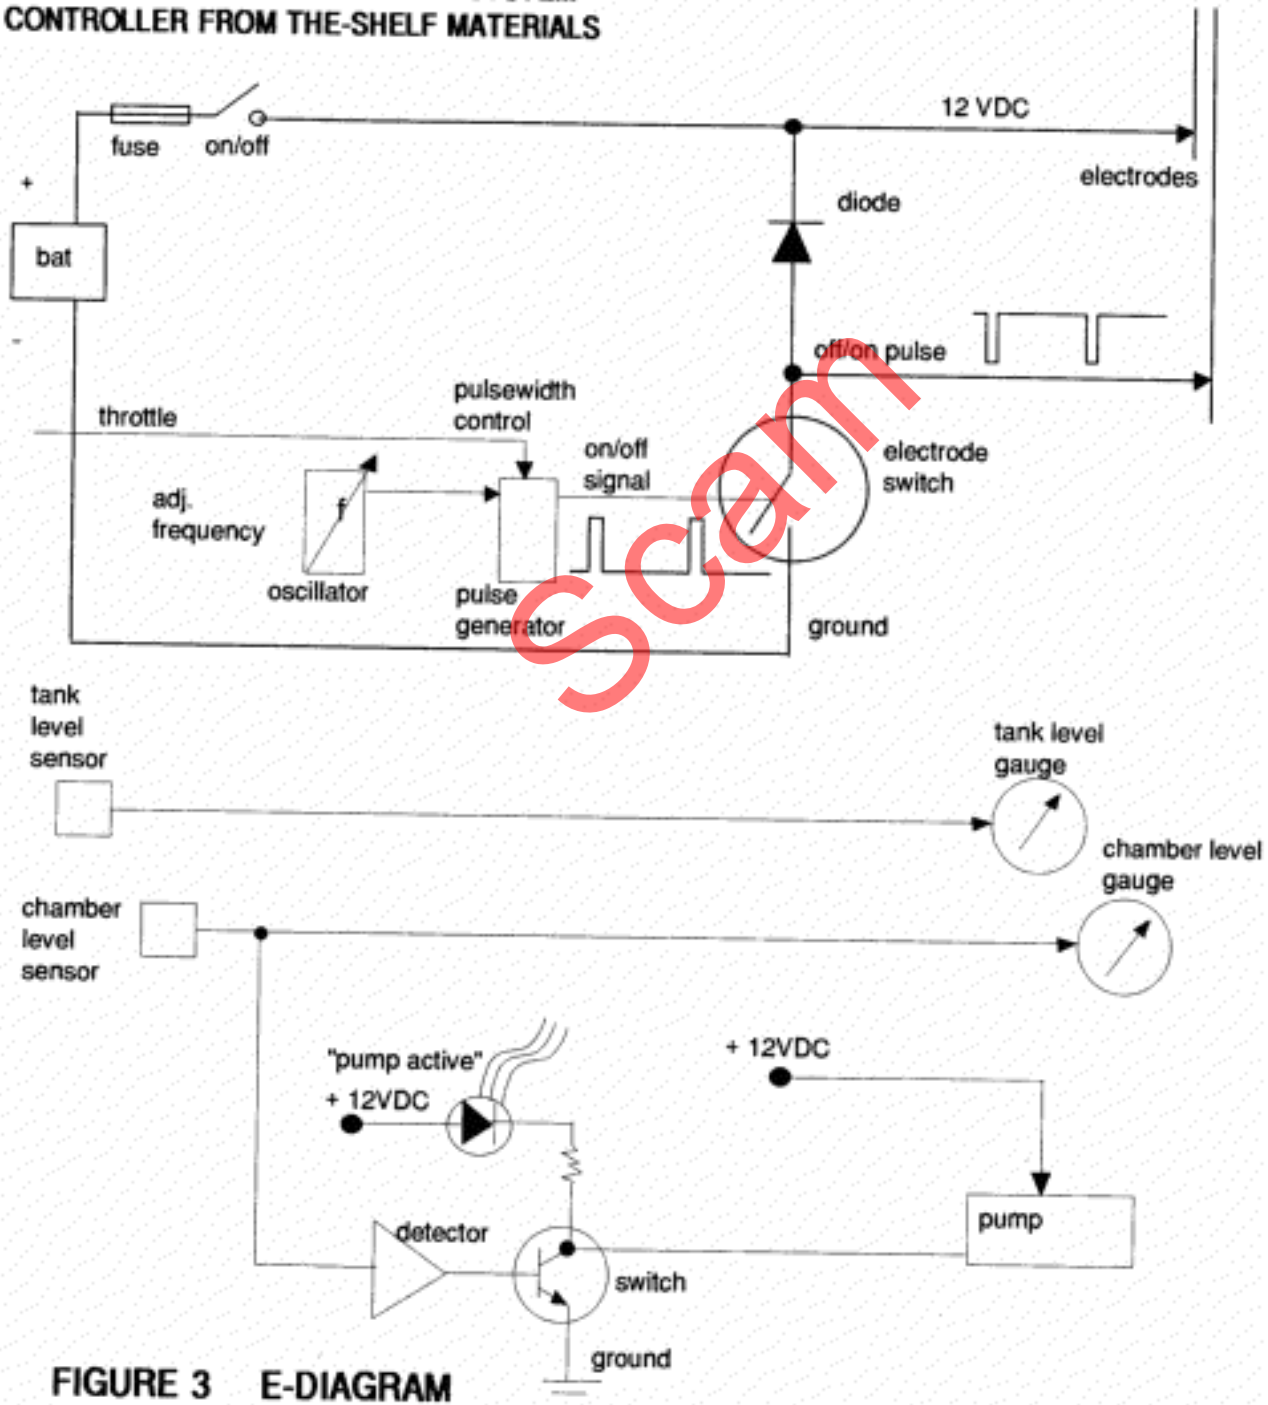 CONTROLLER FROM THE-SHELF MATERIALS
12 VDC
fuse
on/off
electrodes
+
diode
bat
-
off/on pulse
pulsewidth
control
throttle
on/off
signal
electrode
switch
adj.
frequency
f
oscillator
pulse
generator
ground
Scam
tank
level
sensor
tank level
gauge
chamber level
gauge
chamber
level
sensor
"pump active"
+ 12VDC
+ 12VDC
pump
detector
switch
ground
FIGURE 3 E-DIAGRAM